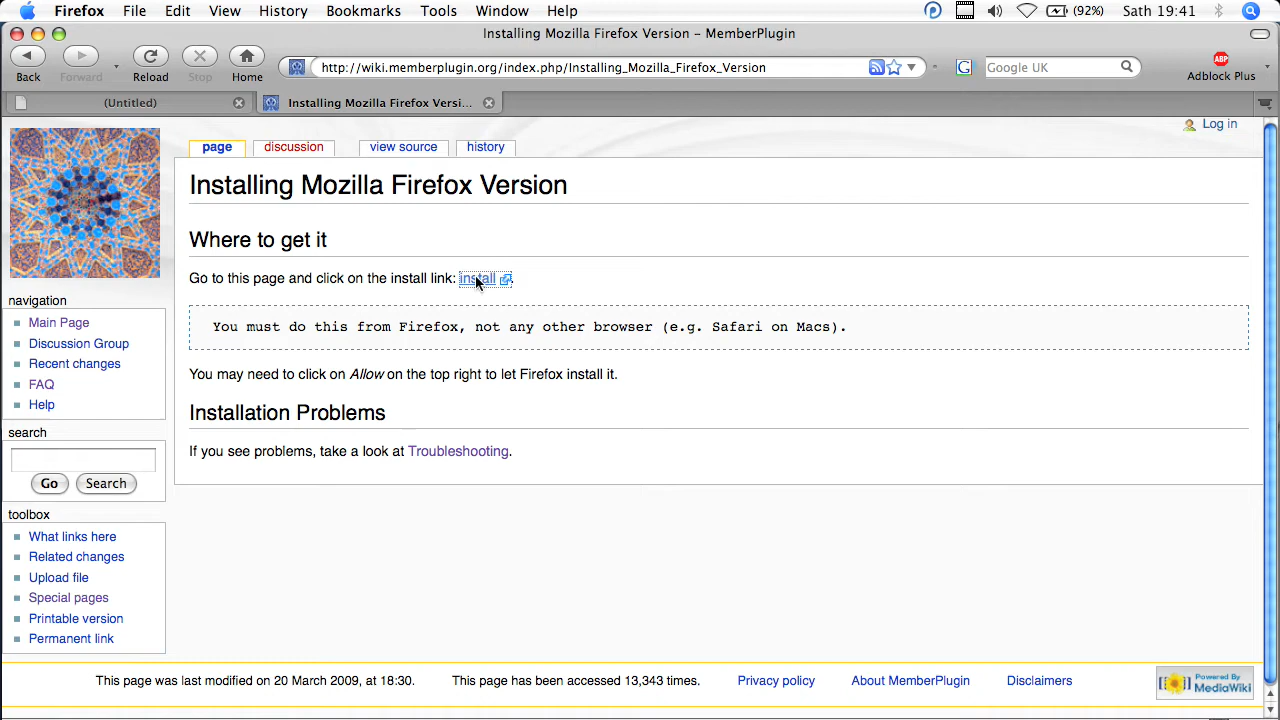 Firefox File Edit View History Bookmarks Tools Window Help (92%) Sath 19:41
Installing Mozilla Firefox Version – MemberPlugin
Back Forward Reload Stop Home http://wiki.memberplugin.org/index.php/Installing_Mozilla_Firefox_Version G Google UK ABP Adblock Plus
(Untitled) Installing Mozilla Firefox Versi...
Log in
page discussion view source history
Installing Mozilla Firefox Version
Where to get it
Go to this page and click on the install link: install.
You must do this from Firefox, not any other browser (e.g. Safari on Macs).
You may need to click on Allow on the top right to let Firefox install it.
Installation Problems
If you see problems, take a look at Troubleshooting.
navigation
Main Page
Discussion Group
Recent changes
FAQ
Help
search
Go Search
toolbox
What links here
Related changes
Upload file
Special pages
Printable version
Permanent link
This page was last modified on 20 March 2009, at 18:30. This page has been accessed 13,343 times. Privacy policy About MemberPlugin Disclaimers
Powered By
MediaWiki